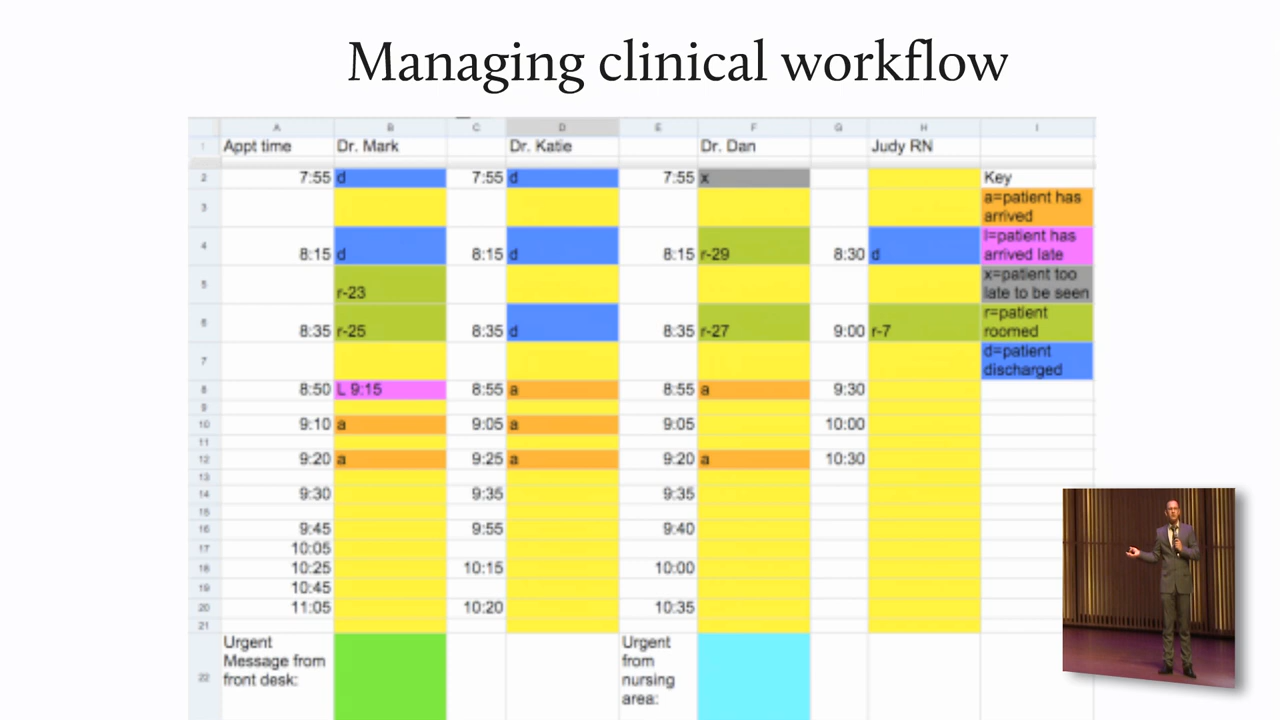 Managing clinical workflow
A B C D E F G H I
1 Appt time Dr. Mark Dr. Katie Dr. Dan Judy RN
2 7:55 d 7:55 d 7:55 x Key
3 a=patient has
arrived
4 8:15 d 8:15 d 8:15 r-29 8:30 d l=patient has
arrived late
5 r-23 x=patient too
late to be seen
6 8:35 r-25 8:35 d 8:35 r-27 9:00 r-7 r=patient
roomed
7 d=patient
discharged
8 8:50 L 9:15 8:55 a 8:55 a 9:30
9
10 9:10 a 9:05 a 9:05 10:00
11
12 9:20 a 9:25 a 9:20 a 10:30
13
14 9:30 9:35 9:35
15
16 9:45 9:55 9:40
17 10:05
18 10:25 10:15 10:00
19 10:45
20 11:05 10:20 10:35
21
22 Urgent
Message from
front desk:
Urgent
from
nursing
area: